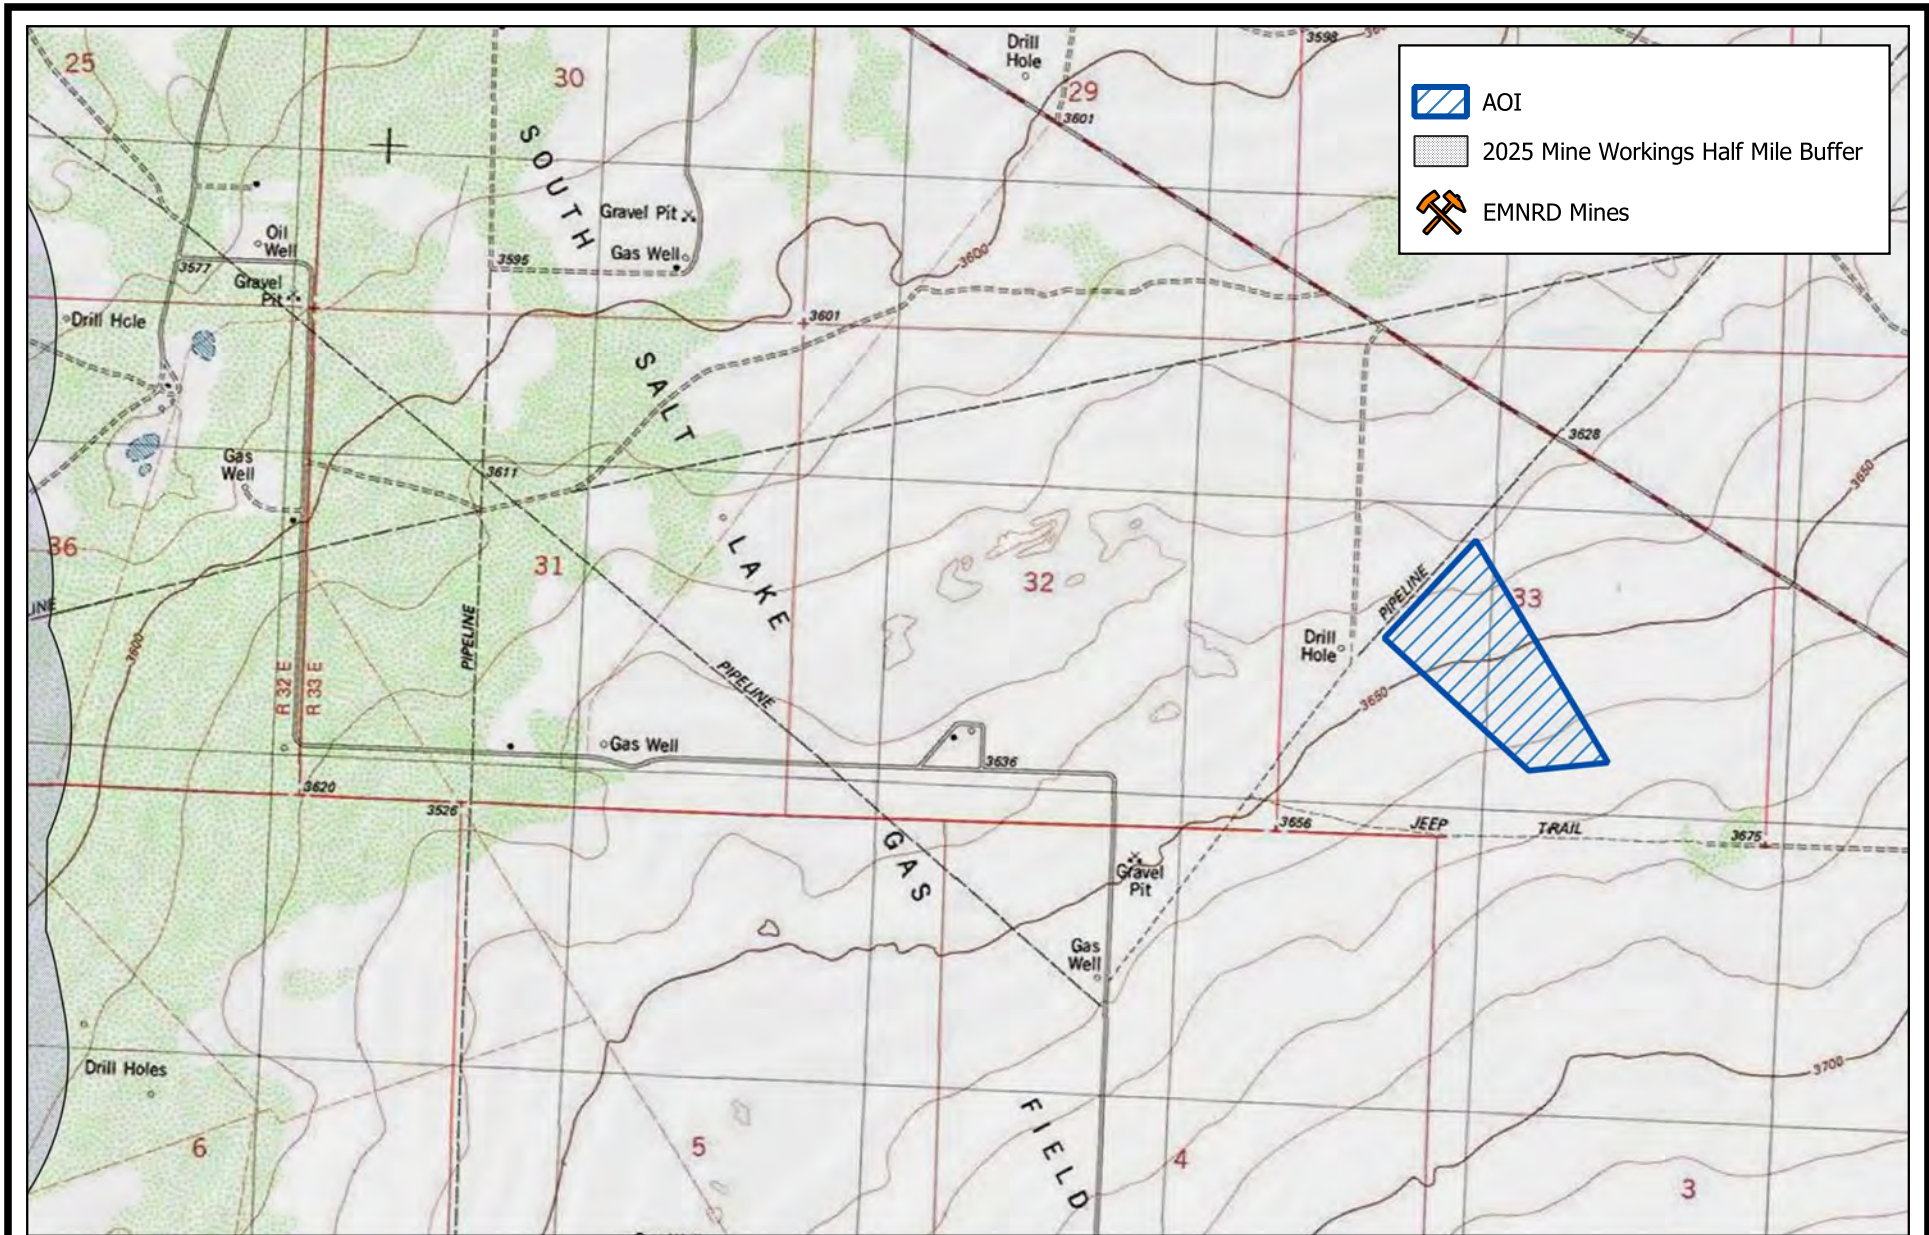 AOI
2025 Mine Workings Half Mile Buffer
EMNRD Mines
25
30
29
Drill
Hole
3598
3601
SOUTH
Gravel Pit
Gas Well
3595
Oil
Well
3577
Gravel
Pit
3600
Drill Hole
3601
SALT
3628
3650
Gas
Well
3611
36
31
LAKE
32
33
PIPELINE
Drill
Hole
3600
PIPELINE
R 32 E
R 33 E
PIPELINE
3650
Gas Well
3636
3620
3526
3656
JEEP
TRAIL
3675
GAS
Gravel
Pit
Gas
Well
Drill Holes
3700
FIELD
6
5
4
3